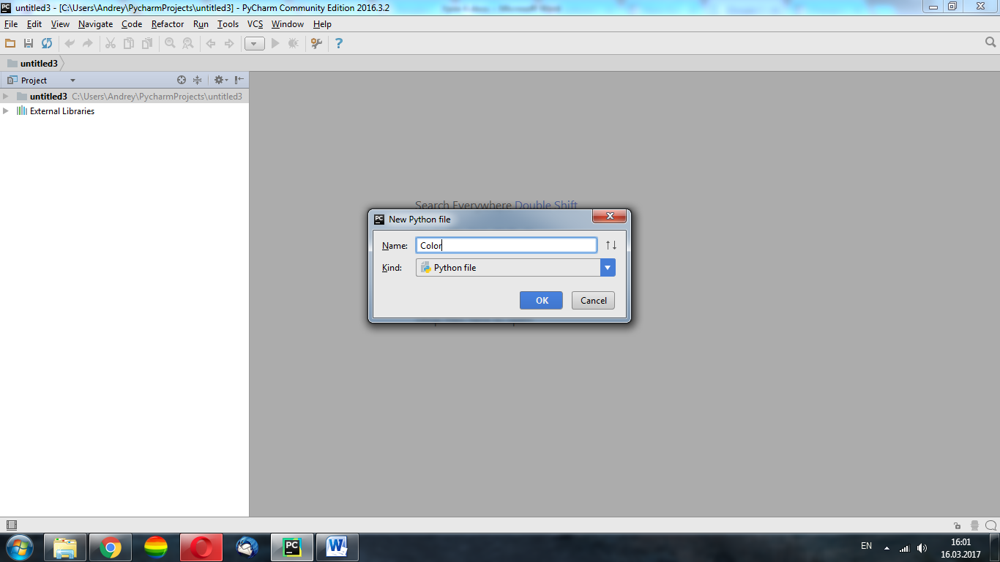 untitled3 - [C:\Users\Andrey\PycharmProjects\untitled3] - PyCharm Community Edition 2016.3.2
File Edit View Navigate Code Refactor Run Tools VCS Window Help
untitled3
Project
untitled3 C:\Users\Andrey\PycharmProjects\untitled3
External Libraries
Search Everywhere Double Shift
New Python file
Name: Color
Kind: Python file
OK Cancel
EN
16:01
16.03.2017